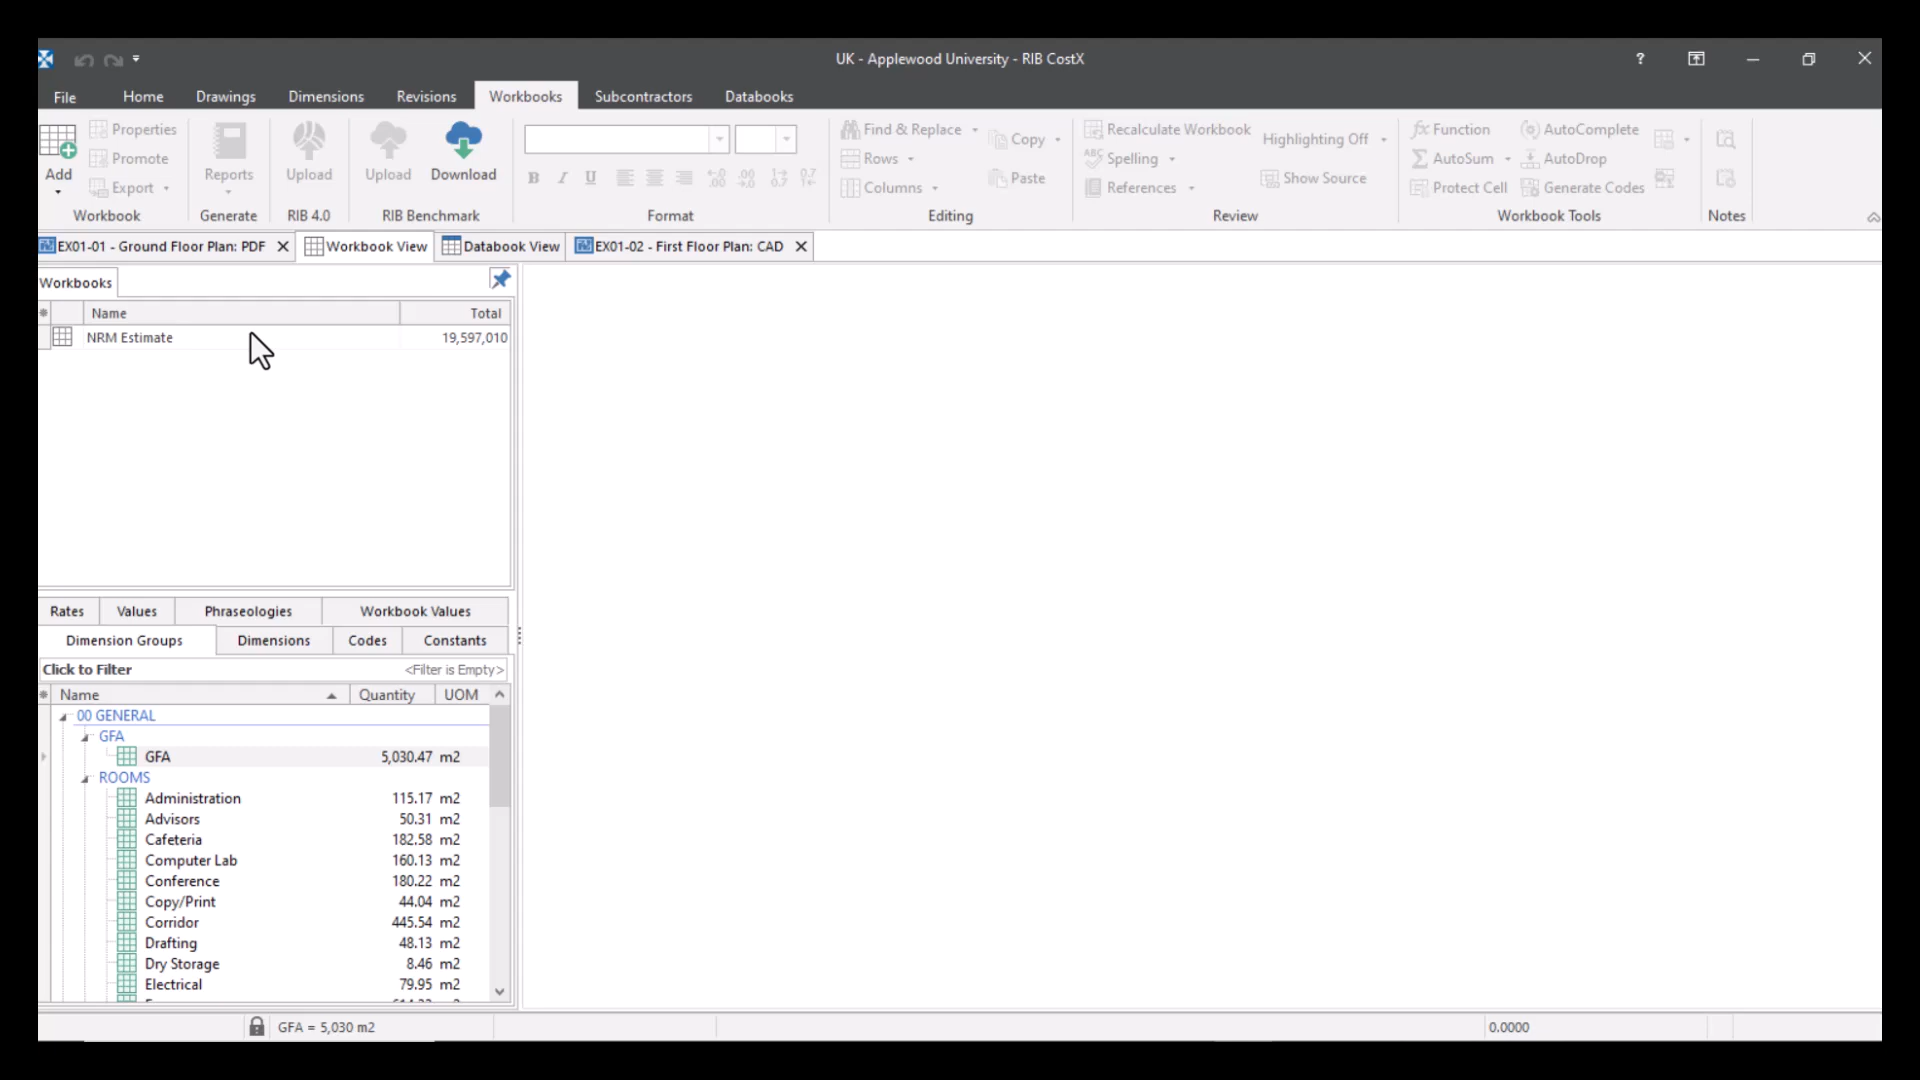 UK - Applewood University - RIB CostX
?
File Home Drawings Dimensions Revisions Workbooks Subcontractors Databooks
Add
Workbook
Properties
Promote
Export
Reports
Generate
Upload
RIB 4.0
Upload Download
RIB Benchmark
B I U
Format
Find & Replace
Rows
Columns
Copy
Paste
Editing
Recalculate Workbook
Spelling
References
Highlighting Off
Show Source
Review
Function
AutoSum
Protect Cell
AutoComplete
AutoDrop
Generate Codes
Workbook Tools
Notes
EX01-01 - Ground Floor Plan: PDF Workbook View Databook View EX01-02 - First Floor Plan: CAD
Workbooks
Name Total
NRM Estimate 19,597,010
Rates Values Phraseologies Workbook Values
Dimension Groups Dimensions Codes Constants
Click to Filter <Filter is Empty>
Name Quantity UOM
00 GENERAL
GFA
GFA 5,030.47 m2
ROOMS
Administration 115.17 m2
Advisors 50.31 m2
Cafeteria 182.58 m2
Computer Lab 160.13 m2
Conference 180.22 m2
Copy/Print 44.04 m2
Corridor 445.54 m2
Drafting 48.13 m2
Dry Storage 8.46 m2
Electrical 79.95 m2
GFA = 5,030 m2 0.0000